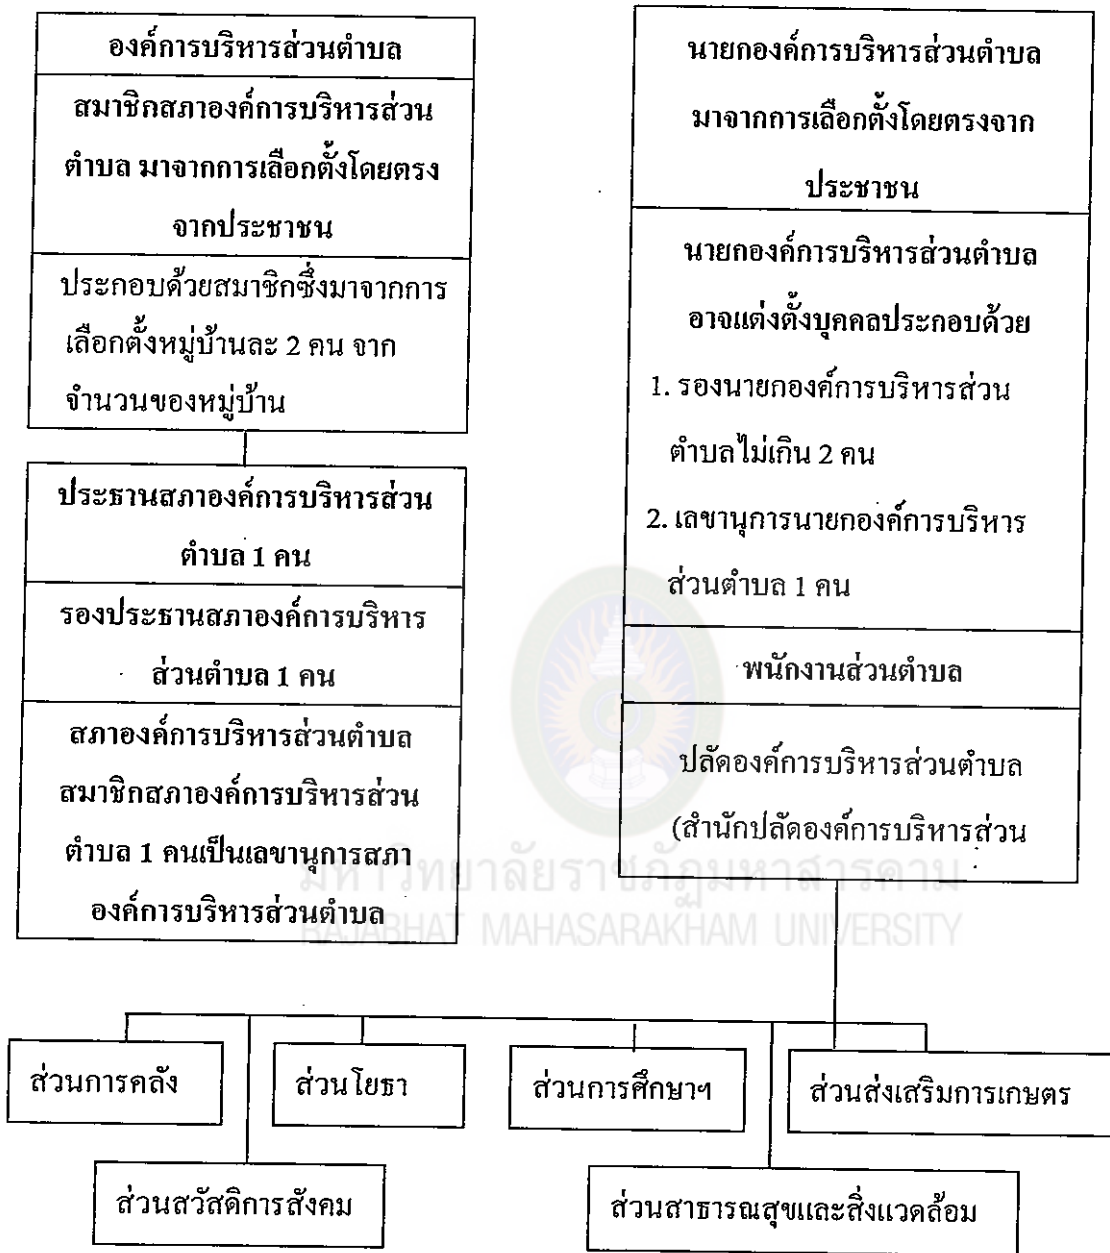 องค์การบริหารส่วนตำบล
สมาชิกสภาองค์การบริหารส่วน
ตำบล มาจากการเลือกตั้งโดยตรง
จากประชาชน
ประกอบด้วยสมาชิกซึ่งมาจากการ
เลือกตั้งหมู่บ้านละ 2 คน จาก
จำนวนของหมู่บ้าน
ประธานสภาองค์การบริหารส่วน
ตำบล 1 คน
รองประธานสภาองค์การบริหาร
ส่วนตำบล 1 คน
สภาองค์การบริหารส่วนตำบล
สมาชิกสภาองค์การบริหารส่วน
ตำบล 1 คนเป็นเลขานุการสภา
องค์การบริหารส่วนตำบล
นายกองค์การบริหารส่วนตำบล
มาจากการเลือกตั้งโดยตรงจาก
ประชาชน
นายกองค์การบริหารส่วนตำบล
อาจแต่งตั้งบุคคลประกอบด้วย
1. รองนายกองค์การบริหารส่วน
ตำบลไม่เกิน 2 คน
2. เลขานุการนายกองค์การบริหาร
ส่วนตำบล 1 คน
พนักงานส่วนตำบล
ปลัดองค์การบริหารส่วนตำบล
(สำนักปลัดองค์การบริหารส่วน
มหาวิทยาลัยราชภัฏมหาสารคาม
RAJABHAT MAHASARAKHAM UNIVERSITY
ส่วนการคลัง
ส่วนโยธา
ส่วนการศึกษาฯ
ส่วนส่งเสริมการเกษตร
ส่วนสวัสดิการสังคม
ส่วนสาธารณสุขและสิ่งแวดล้อม